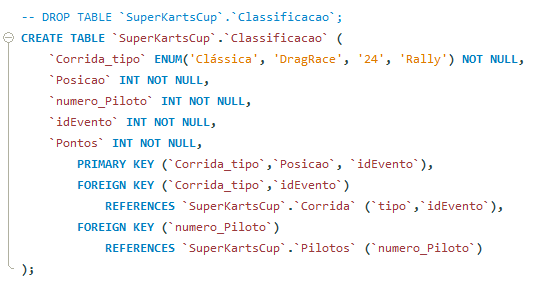 -- DROP TABLE `SuperKartsCup`.`Classificacao`;
CREATE TABLE `SuperKartsCup`.`Classificacao` (
`Corrida_tipo` ENUM('Clássica', 'DragRace', '24', 'Rally') NOT NULL,
`Posicao` INT NOT NULL,
`numero_Piloto` INT NOT NULL,
`idEvento` INT NOT NULL,
`Pontos` INT NOT NULL,
PRIMARY KEY (`Corrida_tipo`,`Posicao`, `idEvento`),
FOREIGN KEY (`Corrida_tipo`,`idEvento`)
REFERENCES `SuperKartsCup`.`Corrida` (`tipo`,`idEvento`),
FOREIGN KEY (`numero_Piloto`)
REFERENCES `SuperKartsCup`.`Pilotos` (`numero_Piloto`)
);